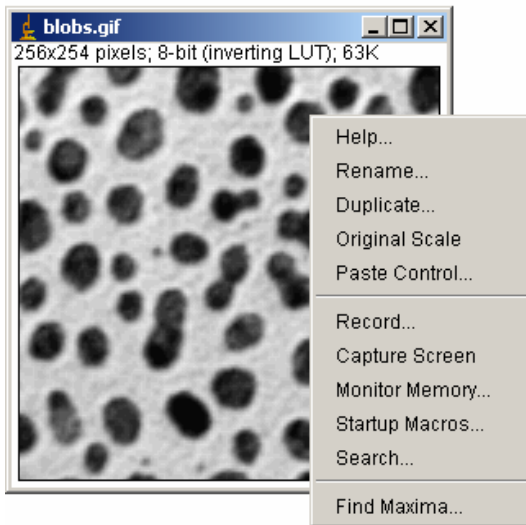 blobs.gif
256x254 pixels; 8-bit (inverting LUT); 63K
Help...
Rename...
Duplicate...
Original Scale
Paste Control...
Record...
Capture Screen
Monitor Memory...
Startup Macros...
Search...
Find Maxima...